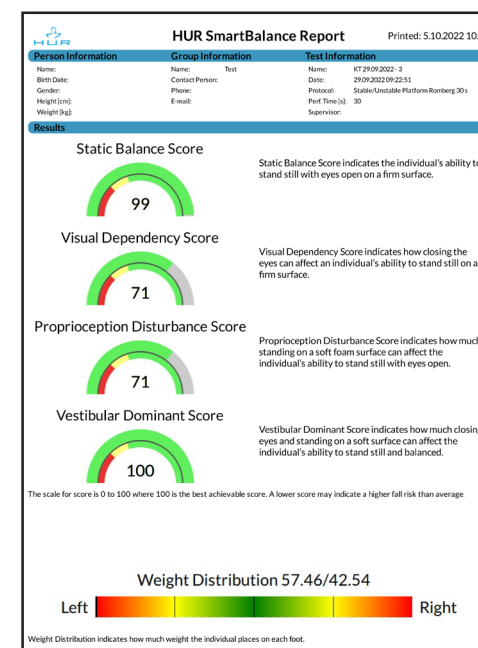 HUR
HUR SmartBalance Report
Printed: 5.10.2022 10.
Person Information Group Information Test Information
Name: Name: Test Name: KT 29.09.2022 - 3
Birth Date: Contact Person: Date: 29.09.2022 09:22:51
Gender: Phone: Protocol: Stable/Unstable Platform Romberg 30 s
Height [cm]: E-mail: Perf. Time [s]: 30
Weight [kg]: Supervisor:
Results
Static Balance Score
99
Static Balance Score indicates the individual's ability to
stand still with eyes open on a firm surface.
Visual Dependency Score
71
Visual Dependency Score indicates how closing the
eyes can affect an individual's ability to stand still on a
firm surface.
Proprioception Disturbance Score
71
Proprioception Disturbance Score indicates how much
standing on a soft foam surface can affect the
individual's ability to stand still with eyes open.
Vestibular Dominant Score
100
Vestibular Dominant Score indicates how much closin
eyes and standing on a soft surface can affect the
individual's ability to stand still and balanced.
The scale for score is 0 to 100 where 100 is the best achievable score. A lower score may indicate a higher fall risk than average.
Weight Distribution 57.46/42.54
Left Right
Weight Distribution indicates how much weight the individual places on each foot.